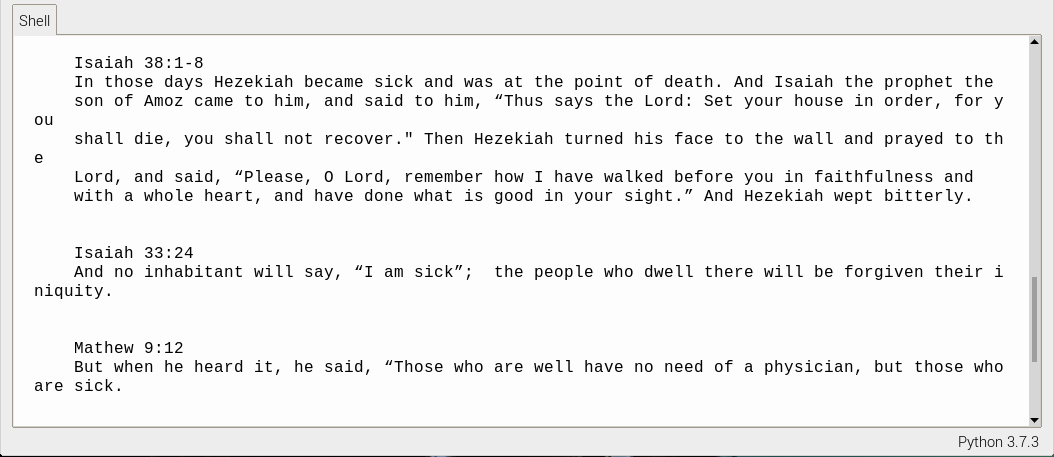 Shell
Isaiah 38:1-8
In those days Hezekiah became sick and was at the point of death. And Isaiah the prophet the
son of Amoz came to him, and said to him, “Thus says the Lord: Set your house in order, for y
ou
shall die, you shall not recover." Then Hezekiah turned his face to the wall and prayed to th
e
Lord, and said, “Please, O Lord, remember how I have walked before you in faithfulness and
with a whole heart, and have done what is good in your sight.” And Hezekiah wept bitterly.
Isaiah 33:24
And no inhabitant will say, “I am sick”;  the people who dwell there will be forgiven their i
niquity.
Mathew 9:12
But when he heard it, he said, “Those who are well have no need of a physician, but those who
are sick.
Python 3.7.3